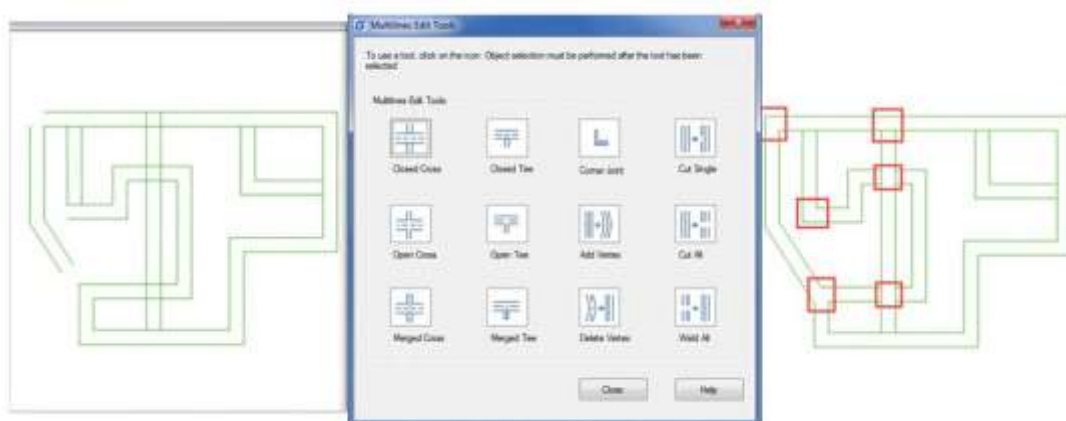 Multilines Edit Tools
To use a tool, click on the icon. Object selection must be performed after the tool has been
selected
Multilines Edit Tools
Closed Cross
Closed Tee
Corner Joint
Cut Single
Open Cross
Open Tee
Add Vertex
Cut All
Merged Cross
Merged Tee
Delete Vertex
Weld All
Close
Help